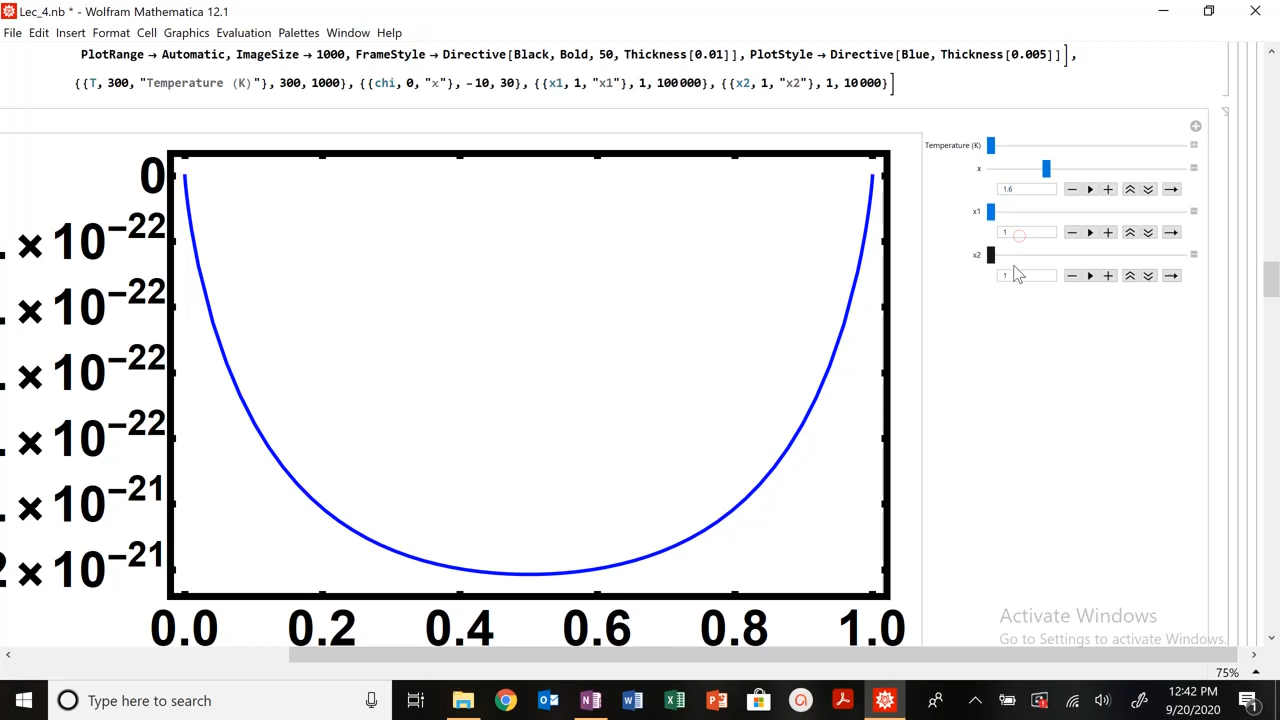 Lec_4.nb * - Wolfram Mathematica 12.1
File Edit Insert Format Cell Graphics Evaluation Palettes Window Help
PlotRange → Automatic, ImageSize → 1000, FrameStyle → Directive[Black, Bold, 50, Thickness[0.01]], PlotStyle → Directive[Blue, Thickness[0.005]]],
{{T, 300, "Temperature (K)"}, 300, 1000}, {{chi, 0, "χ"}, -10, 30}, {{x1, 1, "x1"}, 1, 100000}, {{x2, 1, "x2"}, 1, 10000}]
Temperature (K)
χ
1.6
x1
1
x2
1
0
. × 10−22
. × 10−22
. × 10−22
. × 10−22
. × 10−21
2 × 10−21
0.0 0.2 0.4 0.6 0.8 1.0
Activate Windows
Go to Settings to activate Windows.
75%
Type here to search
12:42 PM
9/20/2020
1